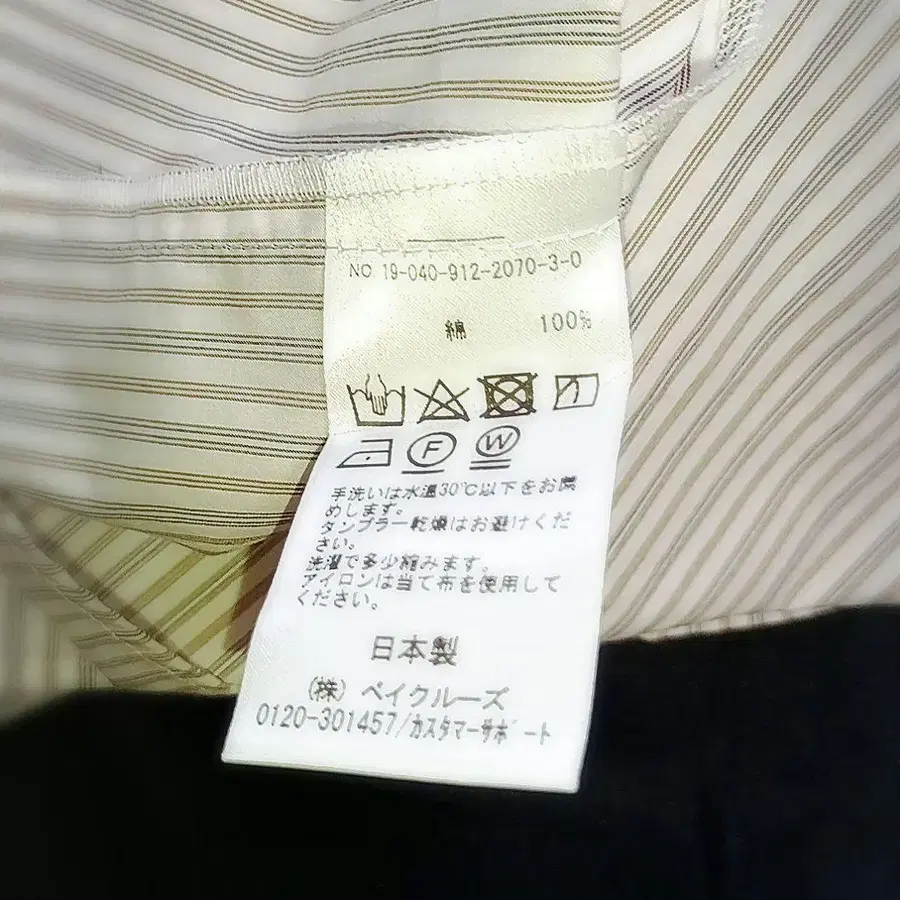 NO 19-040-912-2070-3-0
綿 100%
F W
手洗いは水温30℃以下をお薦
めします。
タンブラー乾燥はお避けくだ
さい。
洗濯で多少縮みます。
アイロンは当て布を使用して
ください。
日本製
(株) ベイクルーズ
0120-301457/カスタマーサポート